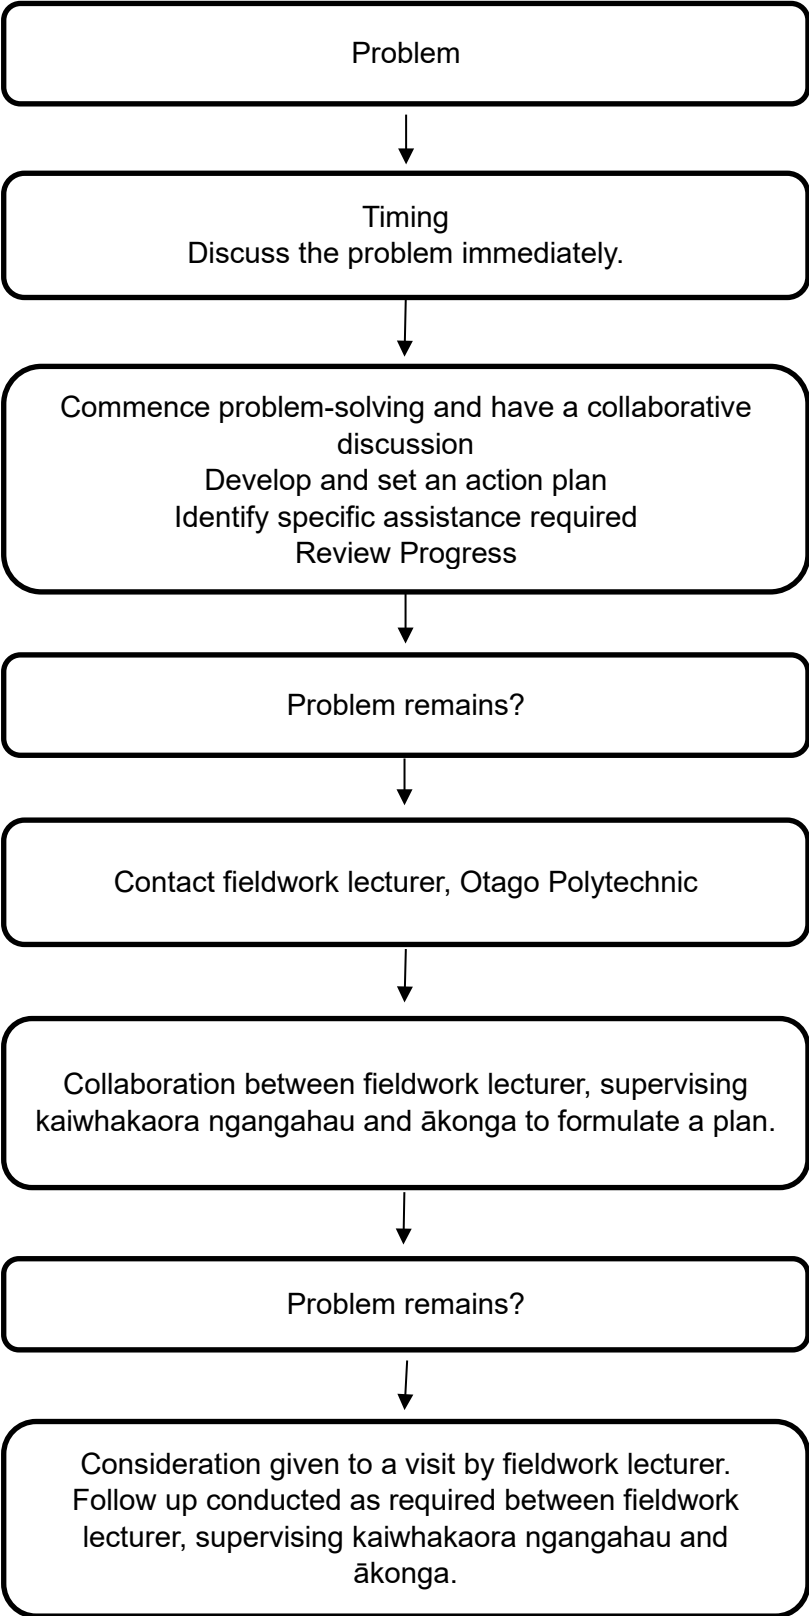 Problem
Timing
Discuss the problem immediately.
Commence problem-solving and have a collaborative
discussion
Develop and set an action plan
Identify specific assistance required
Review Progress
Problem remains?
Contact fieldwork lecturer, Otago Polytechnic
Collaboration between fieldwork lecturer, supervising
kaiwhakaora ngangahau and ākonga to formulate a plan.
Problem remains?
Consideration given to a visit by fieldwork lecturer.
Follow up conducted as required between fieldwork
lecturer, supervising kaiwhakaora ngangahau and
ākonga.